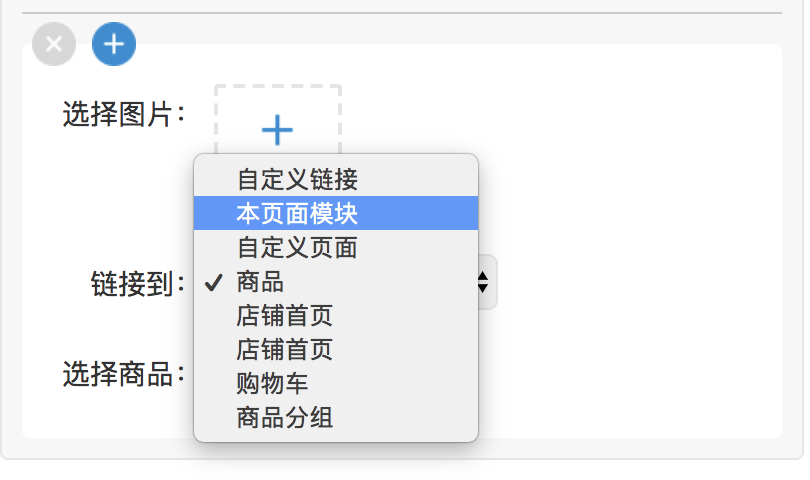 选择图片：
自定义链接
本页面模块
自定义页面
链接到：
✓ 商品
店铺首页
店铺首页
选择商品：
购物车
商品分组